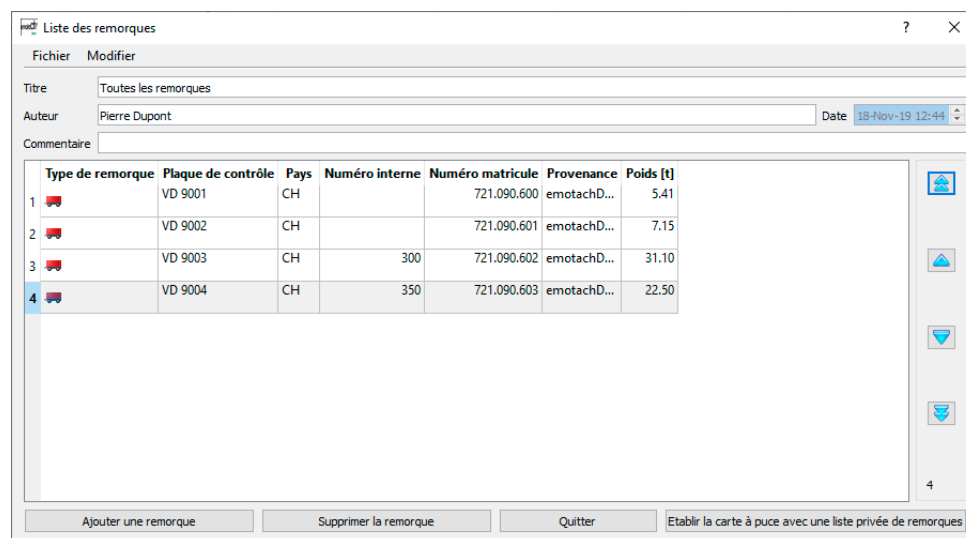 Liste des remorques ? ×
Fichier Modifier
Titre Toutes les remorques
Auteur Pierre Dupont Date 18-Nov-19 12:44
Commentaire
Type de remorque Plaque de contrôle Pays Numéro interne Numéro matricule Provenance Poids [t]
1 VD 9001 CH 721.090.600 emotachD... 5.41
2 VD 9002 CH 721.090.601 emotachD... 7.15
3 VD 9003 CH 300 721.090.602 emotachD... 31.10
4 VD 9004 CH 350 721.090.603 emotachD... 22.50
4
Ajouter une remorque Supprimer la remorque Quitter Etablir la carte à puce avec une liste privée de remorques